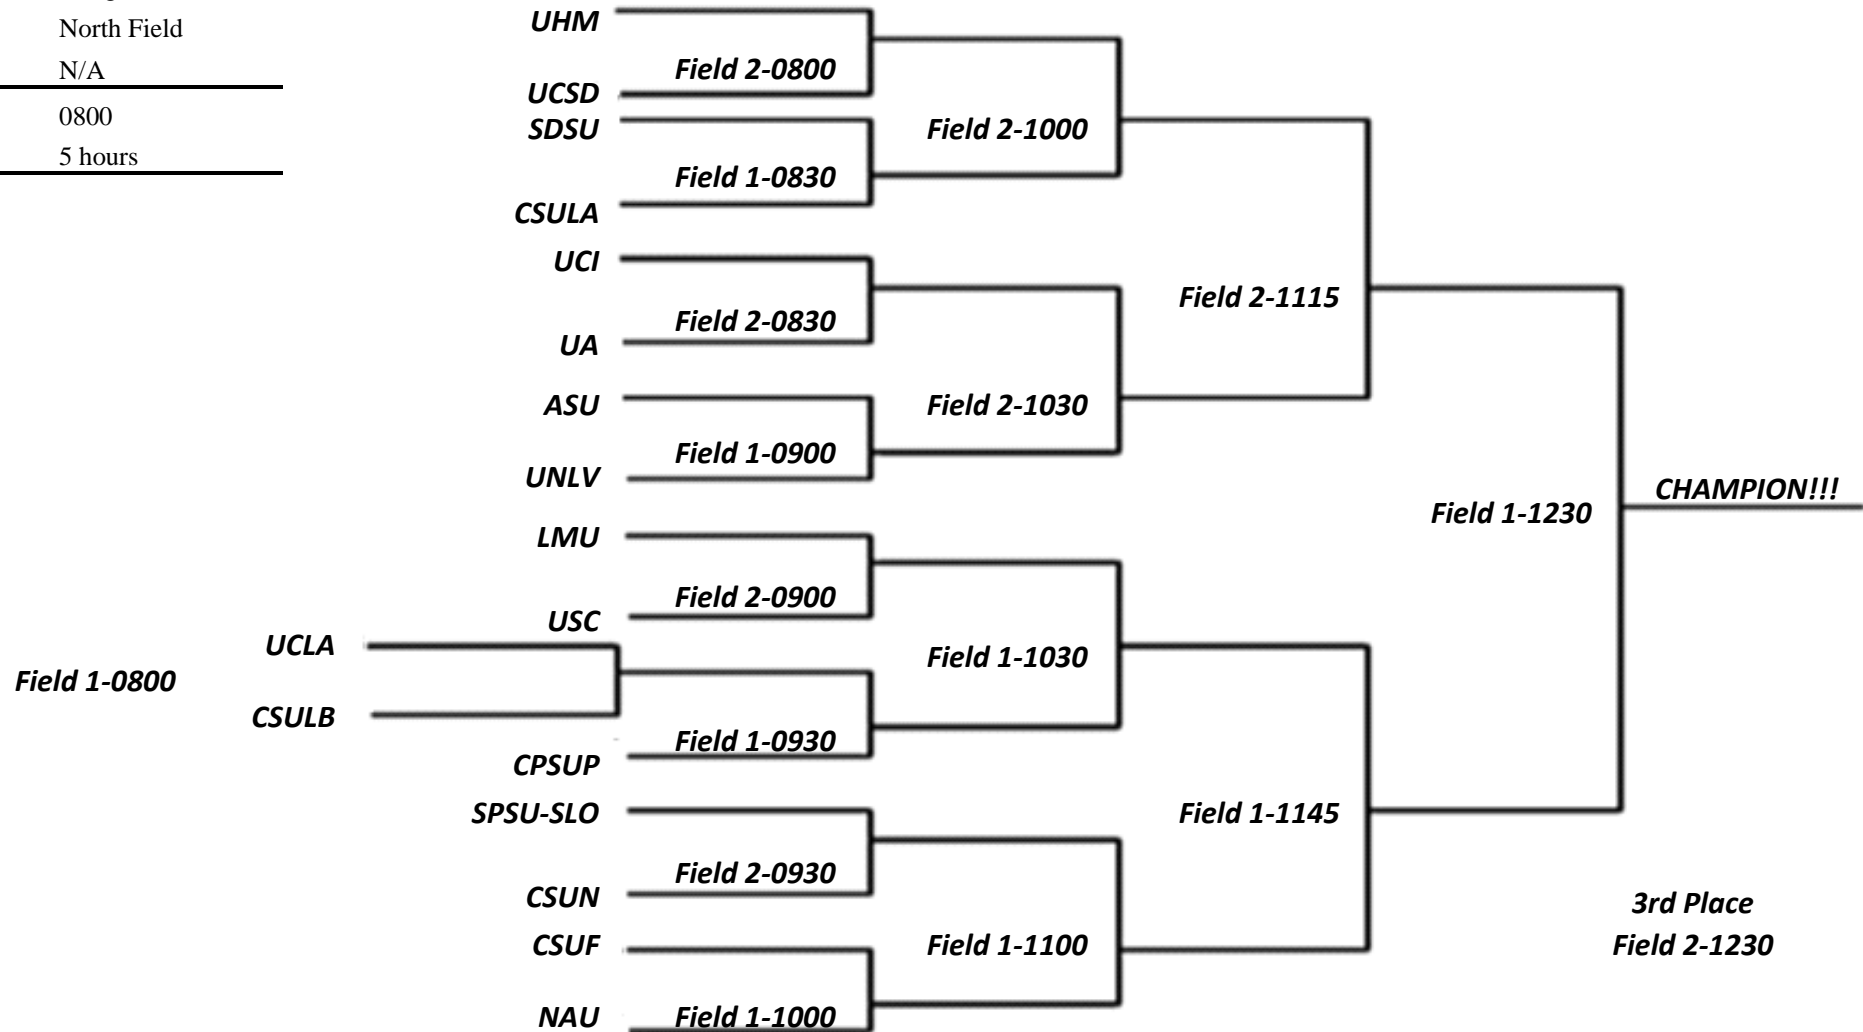 North Field
N/A
0800
5 hours
UHM
Field 2-0800
UCSD
SDSU
Field 2-1000
Field 1-0830
CSULA
UCI
Field 2-1115
Field 2-0830
UA
ASU
Field 2-1030
Field 1-0900
UNLV
CHAMPION!!!
Field 1-1230
LMU
Field 2-0900
USC
UCLA
Field 1-1030
Field 1-0800
CSULB
Field 1-0930
CPSUP
SPSU-SLO
Field 1-1145
Field 2-0930
CSUN
3rd Place
CSUF
Field 1-1100
Field 2-1230
NAU
Field 1-1000